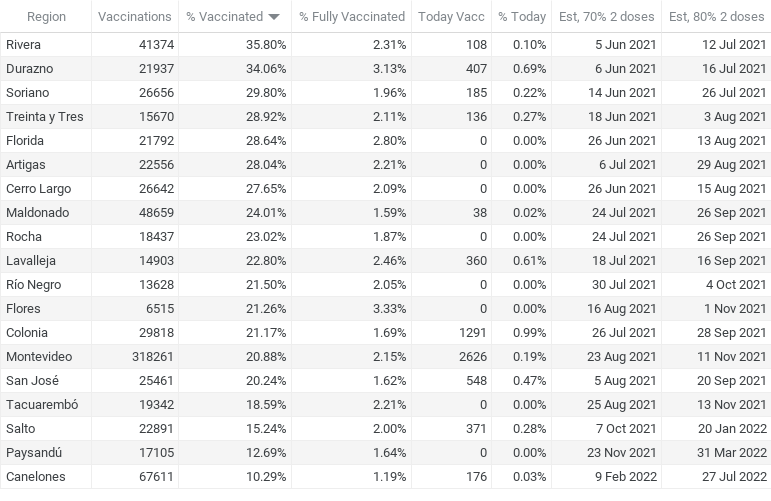 Region Vaccinations % Vaccinated % Fully Vaccinated Today Vacc % Today Est, 70% 2 doses Est, 80% 2 doses
Rivera 41374 35.80% 2.31% 108 0.10% 5 Jun 2021 12 Jul 2021
Durazno 21937 34.06% 3.13% 407 0.69% 6 Jun 2021 16 Jul 2021
Soriano 26656 29.80% 1.96% 185 0.22% 14 Jun 2021 26 Jul 2021
Treinta y Tres 15670 28.92% 2.11% 136 0.27% 18 Jun 2021 3 Aug 2021
Florida 21792 28.64% 2.80% 0 0.00% 26 Jun 2021 13 Aug 2021
Artigas 22556 28.04% 2.21% 0 0.00% 6 Jul 2021 29 Aug 2021
Cerro Largo 26642 27.65% 2.09% 0 0.00% 26 Jun 2021 15 Aug 2021
Maldonado 48659 24.01% 1.59% 38 0.02% 24 Jul 2021 26 Sep 2021
Rocha 18437 23.02% 1.87% 0 0.00% 24 Jul 2021 26 Sep 2021
Lavalleja 14903 22.80% 2.46% 360 0.61% 18 Jul 2021 16 Sep 2021
Río Negro 13628 21.50% 2.05% 0 0.00% 30 Jul 2021 4 Oct 2021
Flores 6515 21.26% 3.33% 0 0.00% 16 Aug 2021 1 Nov 2021
Colonia 29818 21.17% 1.69% 1291 0.99% 26 Jul 2021 28 Sep 2021
Montevideo 318261 20.88% 2.15% 2626 0.19% 23 Aug 2021 11 Nov 2021
San José 25461 20.24% 1.62% 548 0.47% 5 Aug 2021 20 Sep 2021
Tacuarembó 19342 18.59% 2.21% 0 0.00% 25 Aug 2021 13 Nov 2021
Salto 22891 15.24% 2.00% 371 0.28% 7 Oct 2021 20 Jan 2022
Paysandú 17105 12.69% 1.64% 0 0.00% 23 Nov 2021 31 Mar 2022
Canelones 67611 10.29% 1.19% 176 0.03% 9 Feb 2022 27 Jul 2022